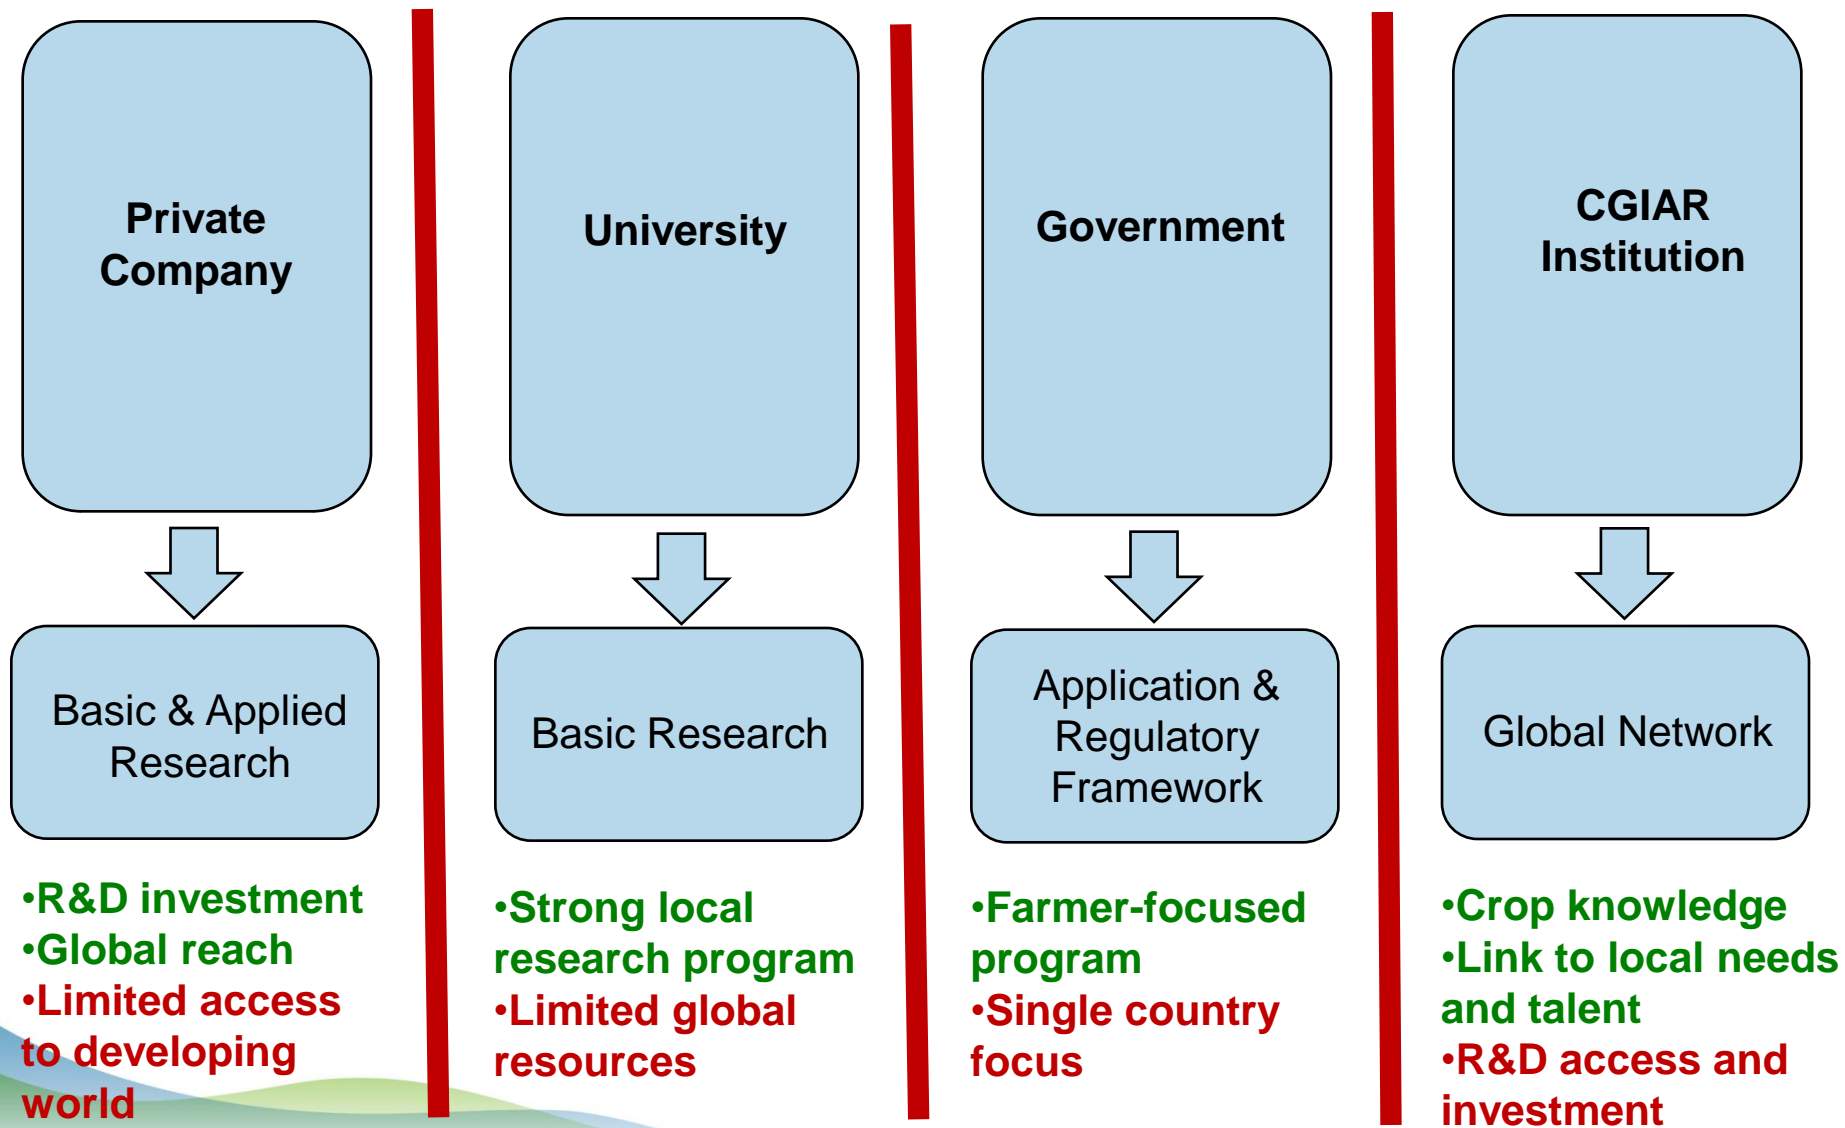 Private
Company
University
Government
CGIAR
Institution
Basic & Applied
Research
Basic Research
Application &
Regulatory
Framework
Global Network
•R&D investment
•Global reach
•Limited access
to developing
world
•Strong local
research program
•Limited global
resources
•Farmer-focused
program
•Single country
focus
•Crop knowledge
•Link to local needs
and talent
•R&D access and
investment